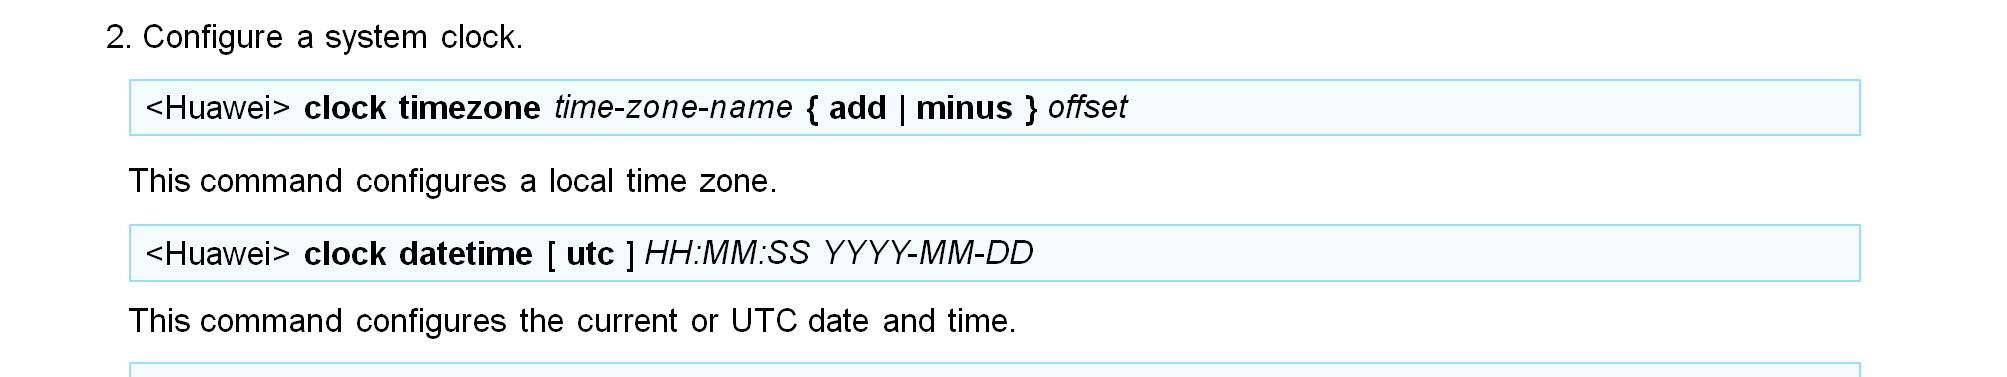 2. Configure a system clock.
<Huawei> clock timezone time-zone-name { add | minus } offset
This command configures a local time zone.
<Huawei> clock datetime [ utc ] HH:MM:SS YYYY-MM-DD
This command configures the current or UTC date and time.